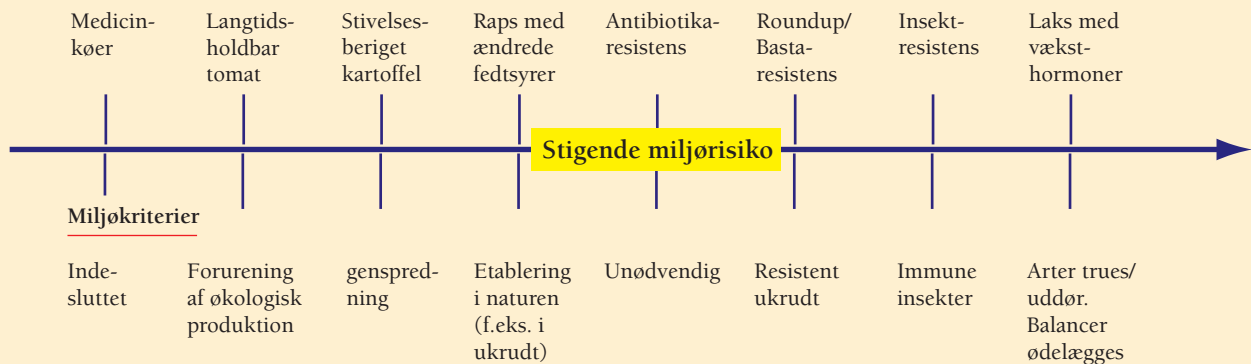 Medicin-
køer
Langtids-
holdbar
tomat
Stivelses-
beriget
kartoffel
Raps med
ændrede
fedtsyrer
Antibiotika-
resistens
Roundup/
Basta-
resistens
Insekt-
resistens
Laks med
vækst-
hormoner
Stigende miljørisiko
Miljøkriterier
Inde-
sluttet
Forurening
af økologisk
produktion
genspred-
ning
Etablering
i naturen
(f.eks. i
ukrudt)
Unødvendig
Resistent
ukrudt
Immune
insekter
Arter trues/
uddør.
Balancer
ødelægges